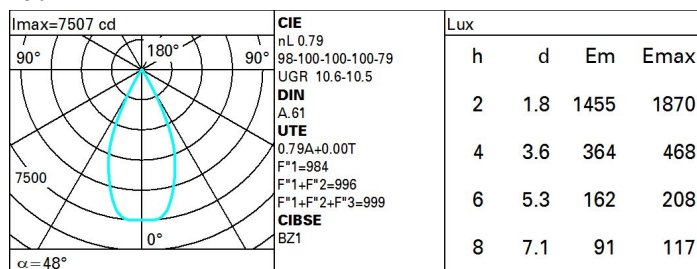 Imax=7507 cd
90° 180° 90°
7500
0°
α=48°
CIE
nL 0.79
98-100-100-100-79
UGR 10.6-10.5
DIN
A.61
UTE
0.79A+0.00T
F"1=984
F"1+F"2=996
F"1+F"2+F"3=999
CIBSE
BZ1
Lux
h d Em Emax
2 1.8 1455 1870
4 3.6 364 468
6 5.3 162 208
8 7.1 91 117